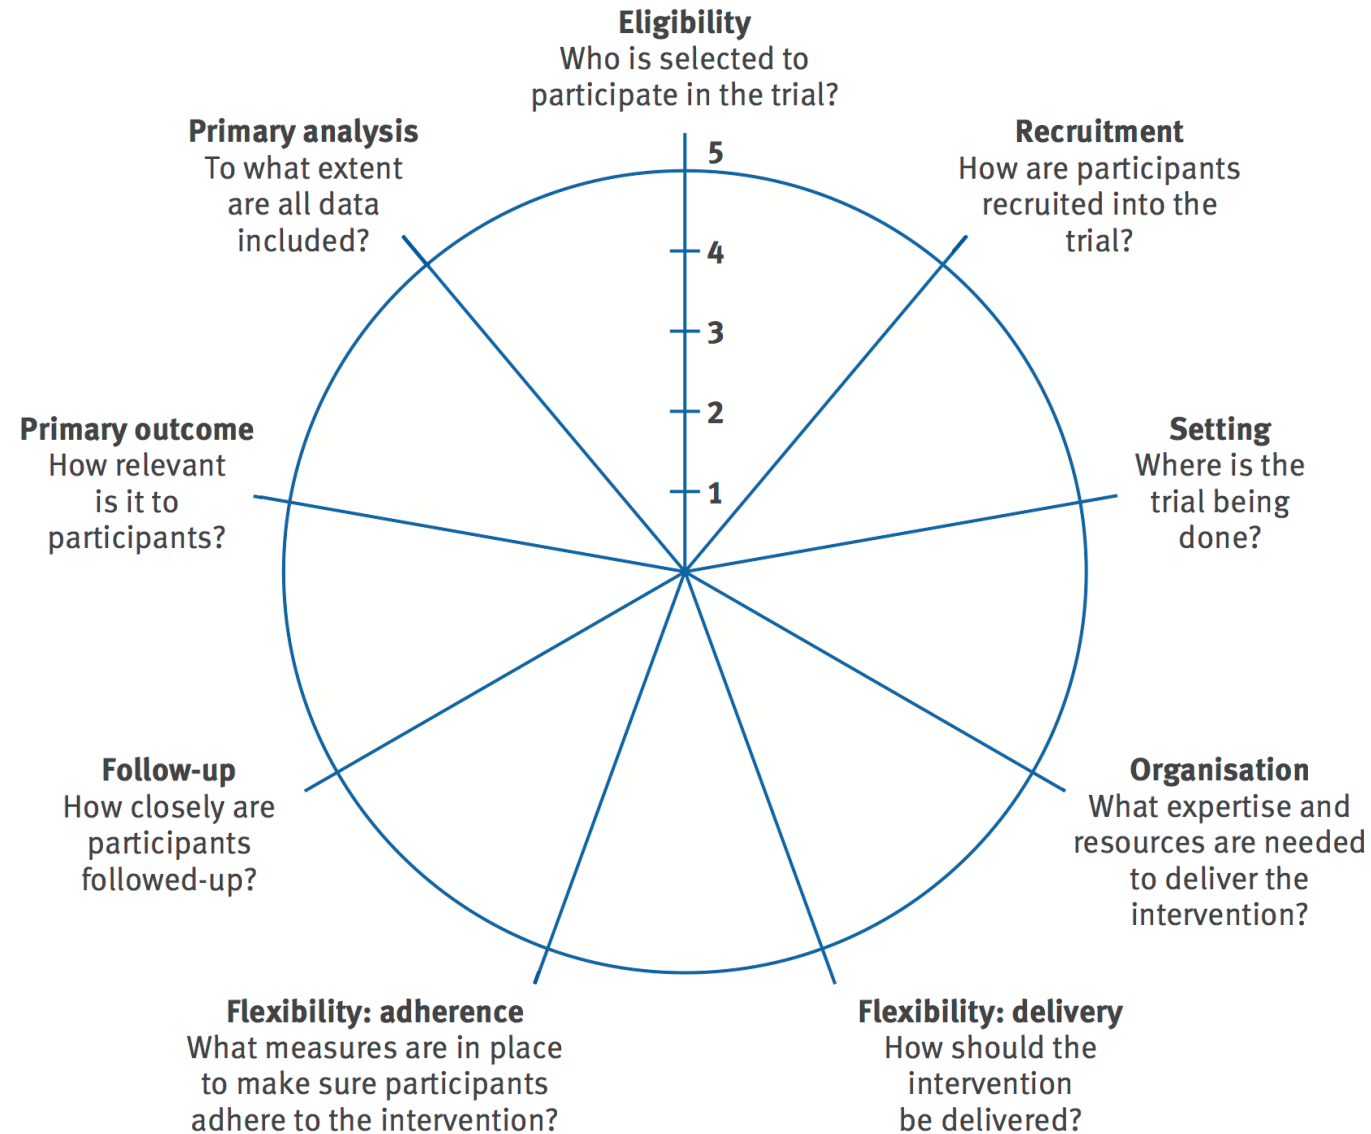 Eligibility
Who is selected to
participate in the trial?
Primary analysis
To what extent
are all data
included?
Recruitment
How are participants
recruited into the
trial?
5
4
3
2
1
Primary outcome
How relevant
is it to
participants?
Setting
Where is the
trial being
done?
Follow-up
How closely are
participants
followed-up?
Organisation
What expertise and
resources are needed
to deliver the
intervention?
Flexibility: adherence
What measures are in place
to make sure participants
adhere to the intervention?
Flexibility: delivery
How should the
intervention
be delivered?